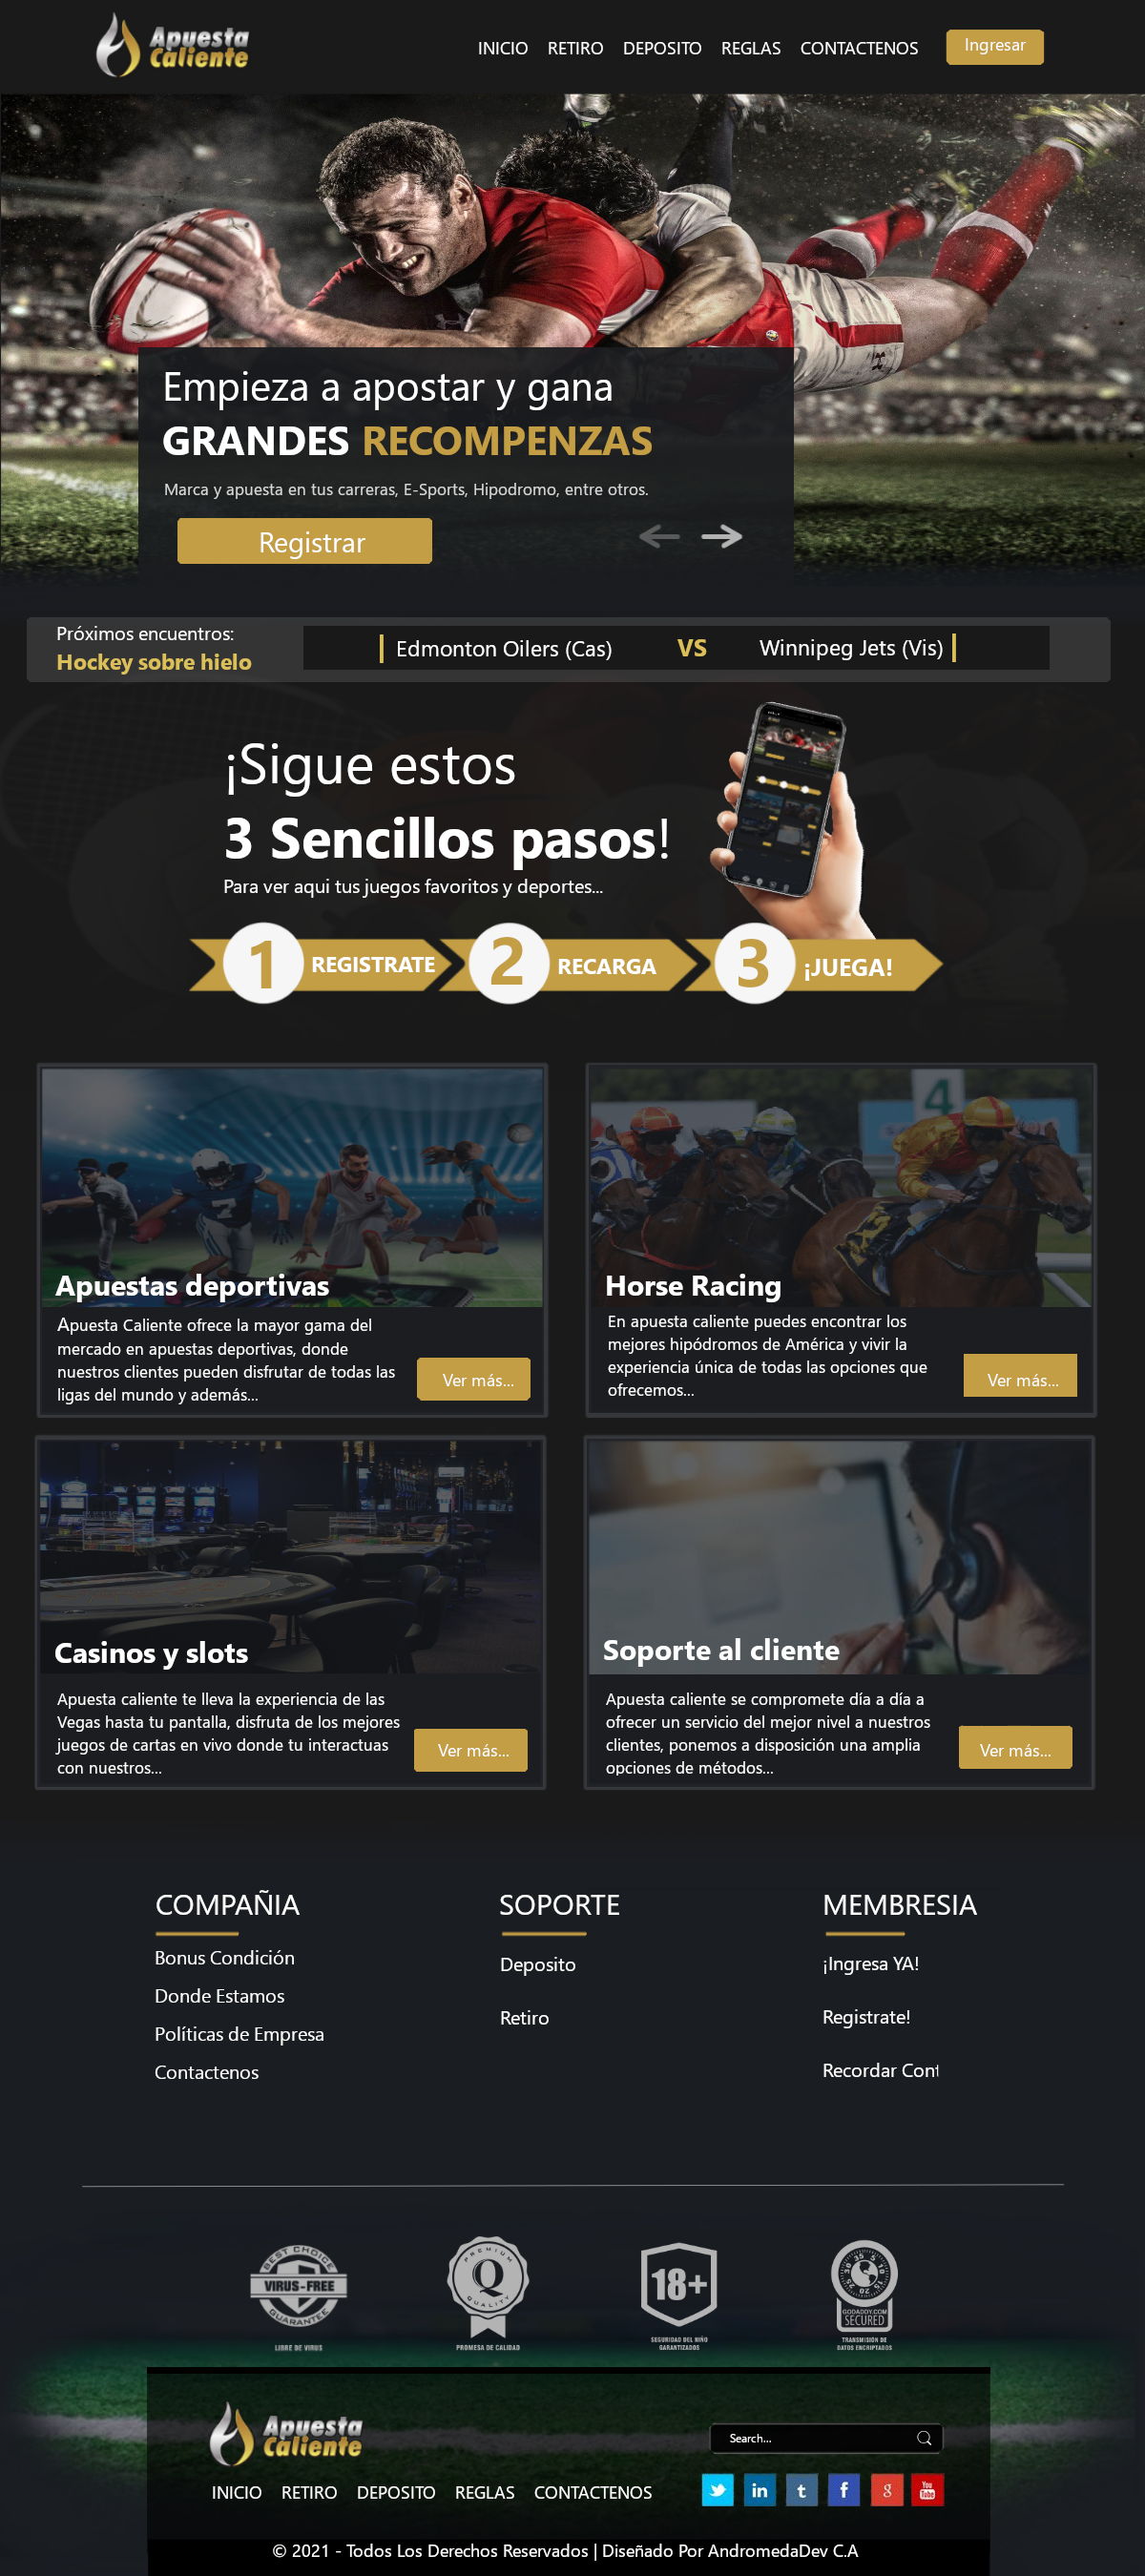 Apuesta
Caliente
INICIO RETIRO DEPOSITO REGLAS CONTACTENOS Ingresar
Empieza a apostar y gana
GRANDES RECOMPENZAS
Marca y apuesta en tus carreras, E-Sports, Hipodromo, entre otros.
Registrar
Próximos encuentros:
Hockey sobre hielo
Edmonton Oilers (Cas) VS Winnipeg Jets (Vis)
¡Sigue estos
3 Sencillos pasos!
Para ver aqui tus juegos favoritos y deportes...
1 REGISTRATE 2 RECARGA 3 ¡JUEGA!
Apuestas deportivas
Apuesta Caliente ofrece la mayor gama del
mercado en apuestas deportivas, donde
nuestros clientes pueden disfrutar de todas las
ligas del mundo y además...
Ver más...
4
Horse Racing
En apuesta caliente puedes encontrar los
mejores hipódromos de América y vivir la
experiencia única de todas las opciones que
ofrecemos...
Ver más...
Casinos y slots
Apuesta caliente te lleva la experiencia de las
Vegas hasta tu pantalla, disfruta de los mejores
juegos de cartas en vivo donde tu interactuas
con nuestros...
Ver más...
Soporte al cliente
Apuesta caliente se compromete día a día a
ofrecer un servicio del mejor nivel a nuestros
clientes, ponemos a disposición una amplia
opciones de métodos...
Ver más...
COMPAÑIA
Bonus Condición
Donde Estamos
Políticas de Empresa
Contactenos
SOPORTE
Deposito
Retiro
MEMBRESIA
¡Ingresa YA!
Registrate!
Recordar Cont
BEST CHOICE
VIRUS-FREE
GUARANTEE
LIBRE DE VIRUS
PREMIUM
Q
QUALITY
PROMESA DE CALIDAD
18+
SEGURIDAD DEL NIÑO
GARANTIZADOS
GODADDY.COM
SECURED
TRANSMISIÓN DE
DATOS ENCRIPTADOS
Apuesta
Caliente
Search...
INICIO RETIRO DEPOSITO REGLAS CONTACTENOS
in t f g You Tube
© 2021 - Todos Los Derechos Reservados | Diseñado Por AndromedaDev C.A